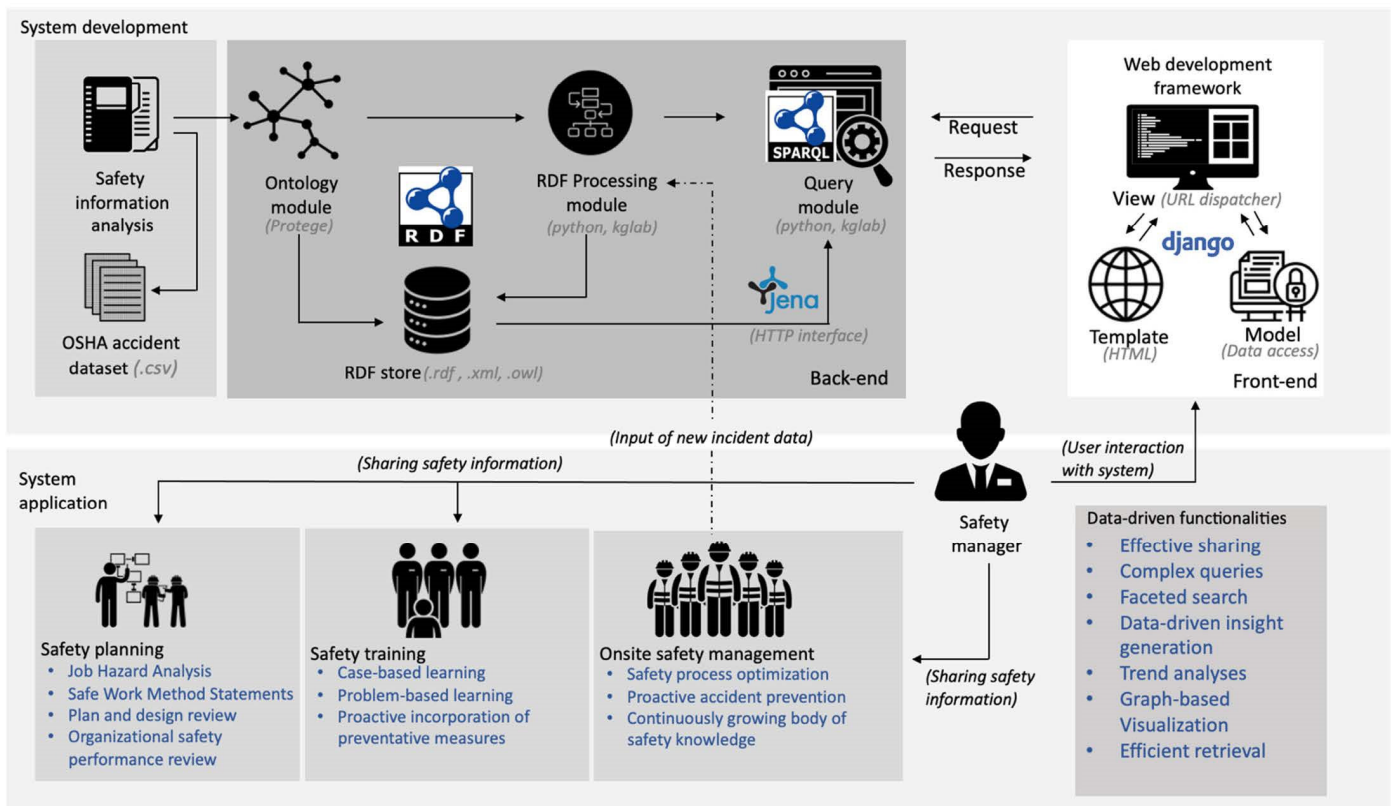 System development
Safety
information
analysis
OSHA accident
dataset (.csv)
Ontology
module
(Protege)
RDF
RDF Processing
module
(python, kglab)
SPARQL
Query
module
(python, kglab)
RDF store (.rdf , .xml, .owl)
Jena
(HTTP interface)
Back-end
Request
Response
Web development
framework
View (URL dispatcher)
django
Template
(HTML)
Model
(Data access)
Front-end
(Input of new incident data)
(User interaction
with system)
(Sharing safety information)
System
application
Safety
manager
(Sharing safety
information)
Safety planning
• Job Hazard Analysis
• Safe Work Method Statements
• Plan and design review
• Organizational safety
performance review
Safety training
• Case-based learning
• Problem-based learning
• Proactive incorporation of
preventative measures
Onsite safety management
• Safety process optimization
• Proactive accident prevention
• Continuously growing body of
safety knowledge
Data-driven functionalities
• Effective sharing
• Complex queries
• Faceted search
• Data-driven insight
generation
• Trend analyses
• Graph-based
Visualization
• Efficient retrieval